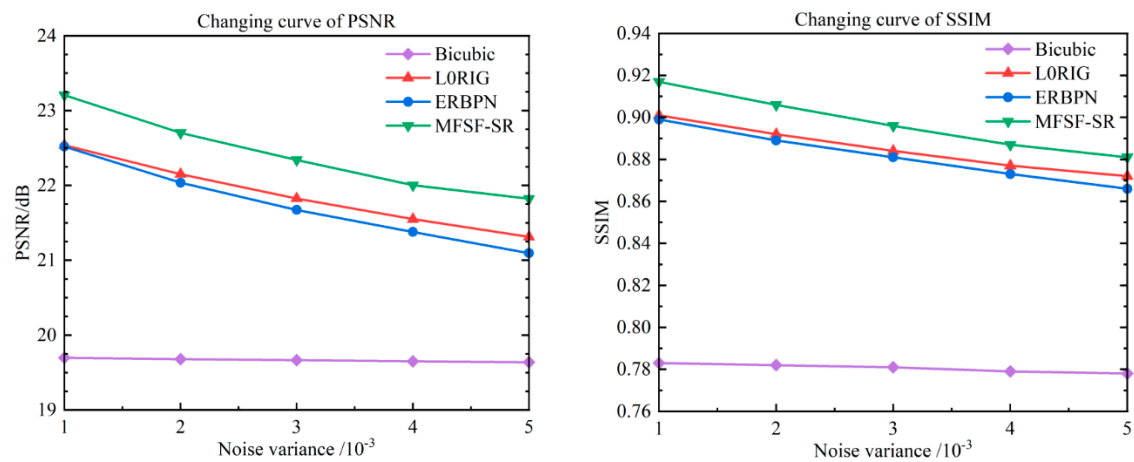 Changing curve of PSNR
24
23
22
21
20
19
PSNR/dB
Bicubic
L0RIG
ERBPN
MFSF-SR
1 2 3 4 5
Noise variance /10⁻³
Changing curve of SSIM
0.94
0.92
0.90
0.88
0.86
0.84
0.82
0.80
0.78
0.76
SSIM
Bicubic
L0RIG
ERBPN
MFSF-SR
1 2 3 4 5
Noise variance /10⁻³